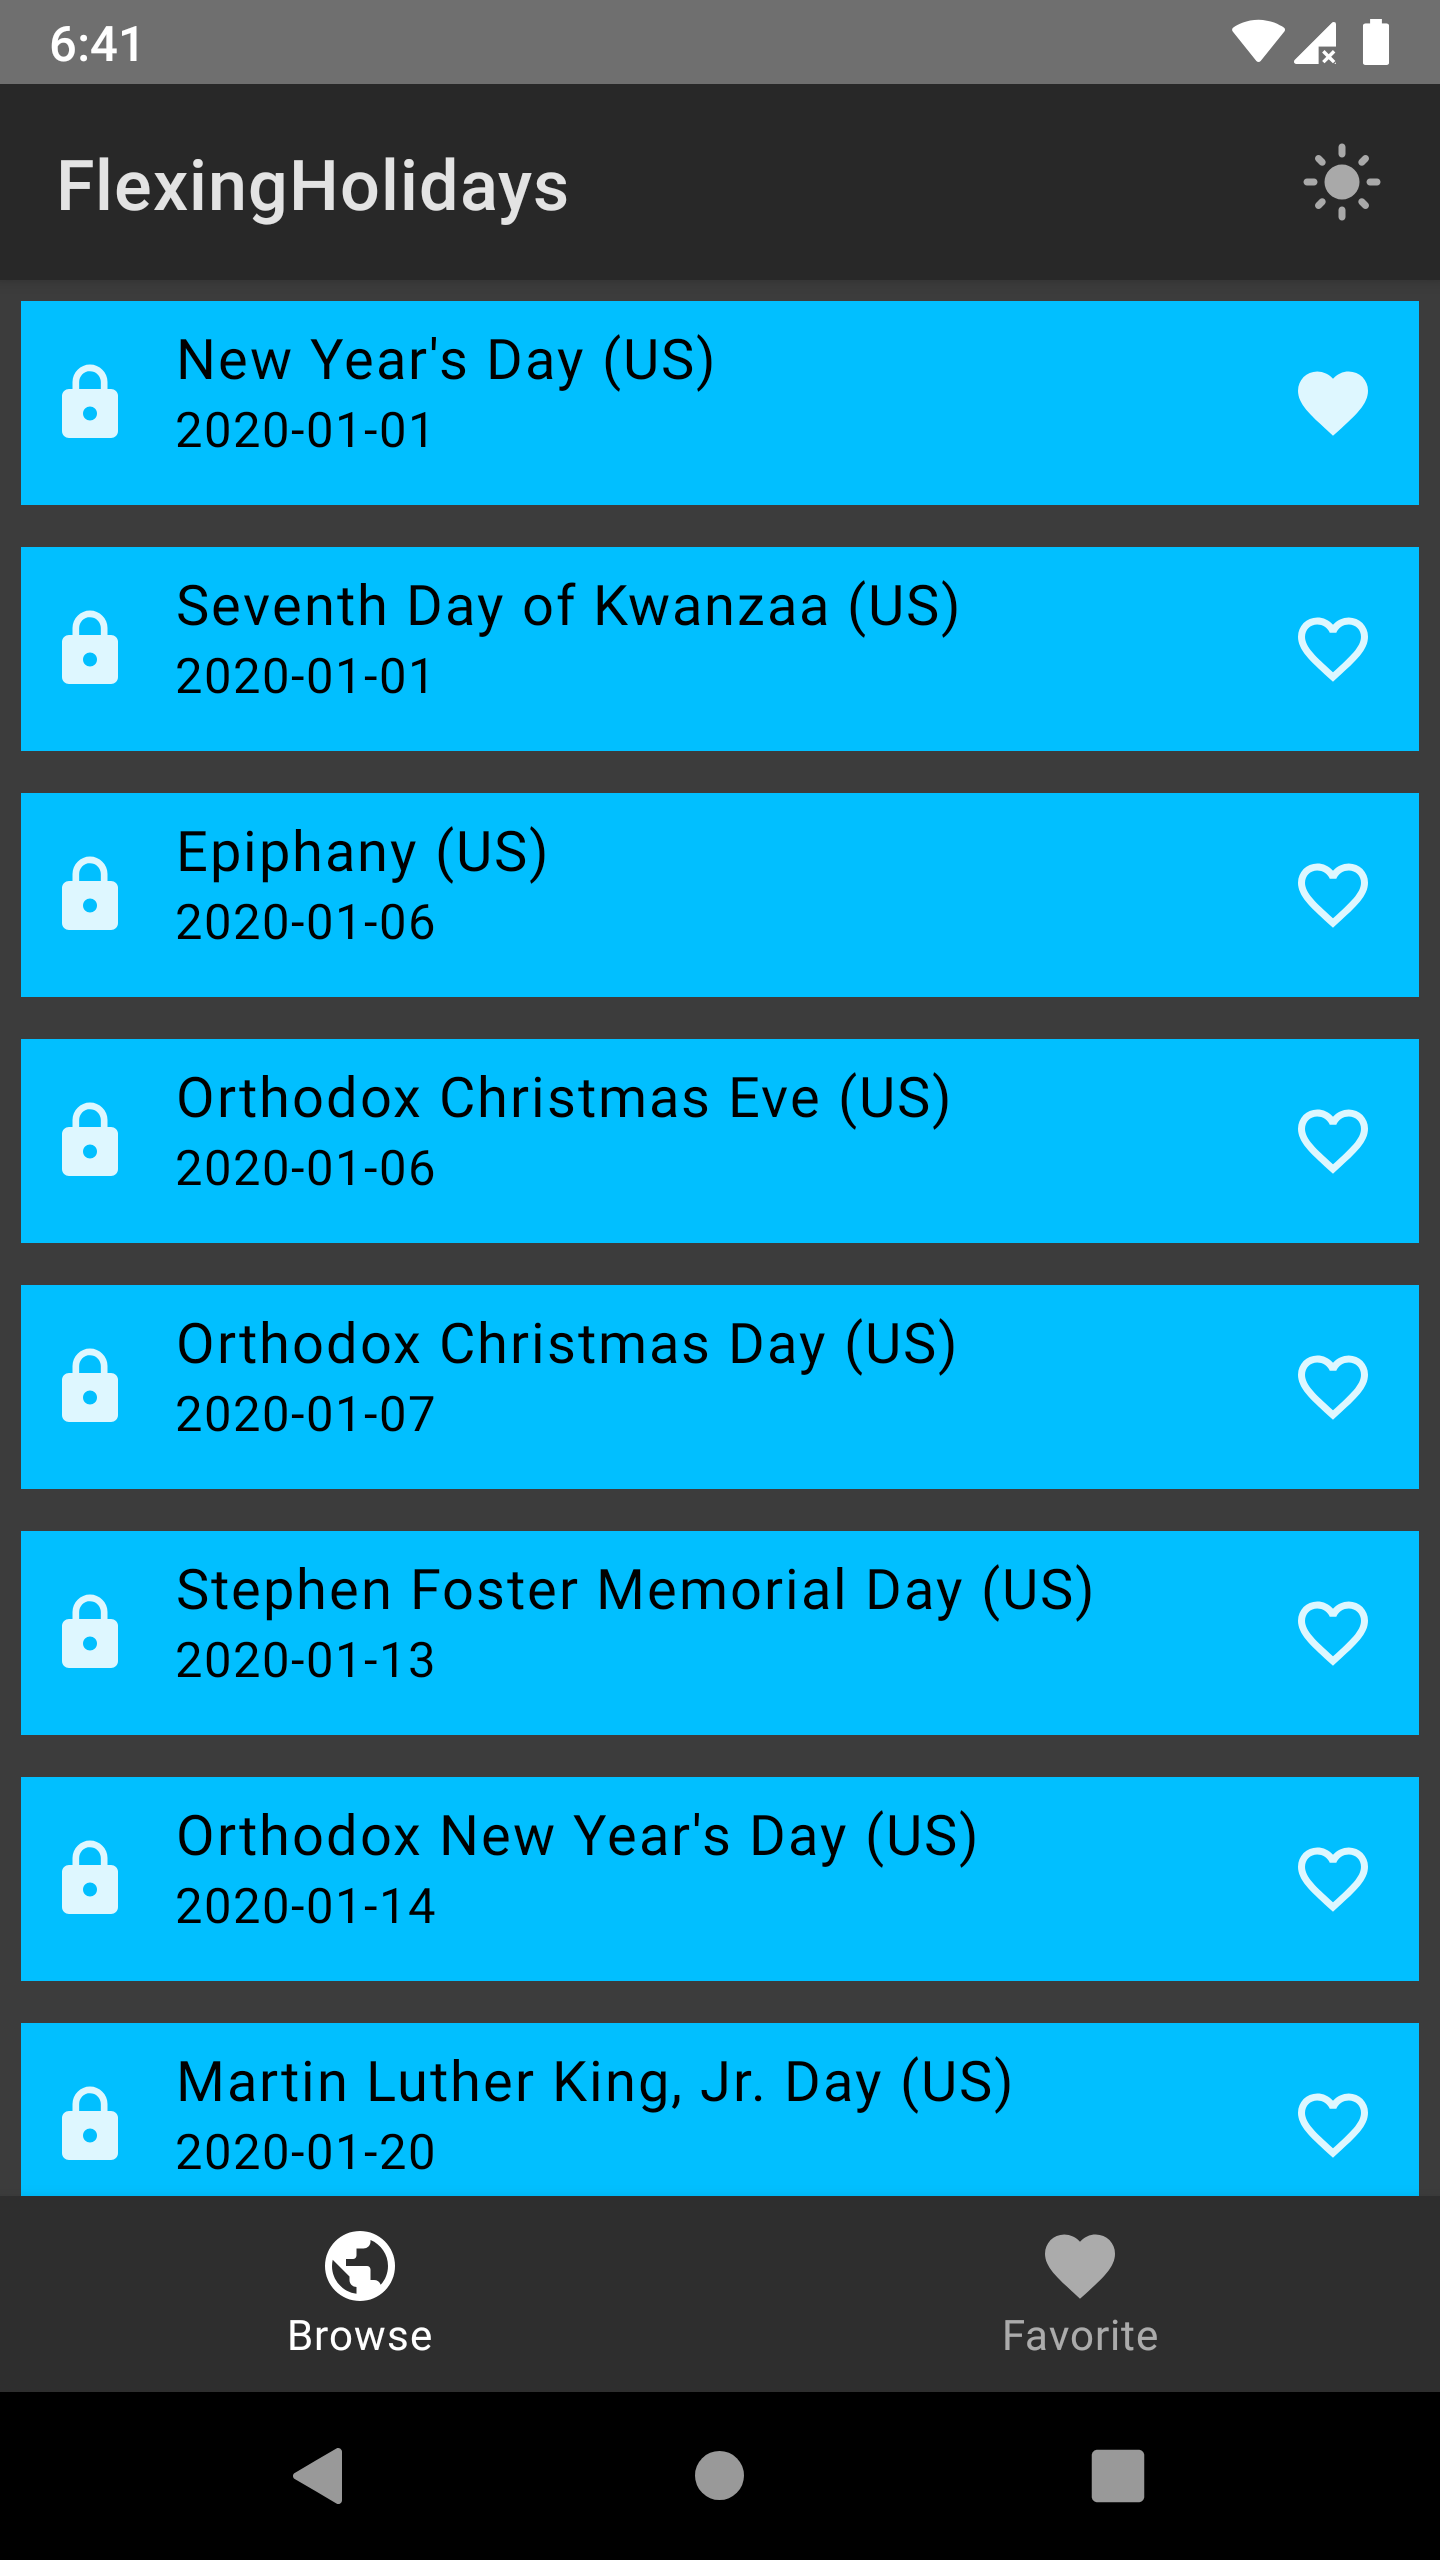 6:41
FlexingHolidays
New Year's Day (US)
2020-01-01
Seventh Day of Kwanzaa (US)
2020-01-01
Epiphany (US)
2020-01-06
Orthodox Christmas Eve (US)
2020-01-06
Orthodox Christmas Day (US)
2020-01-07
Stephen Foster Memorial Day (US)
2020-01-13
Orthodox New Year's Day (US)
2020-01-14
Martin Luther King, Jr. Day (US)
2020-01-20
Browse
Favorite